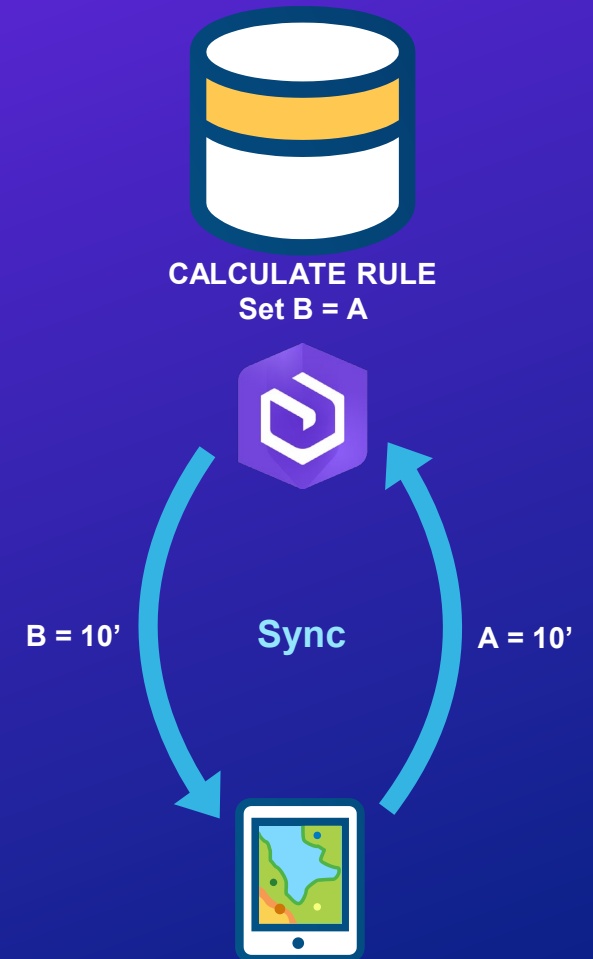 CALCULATE RULE
Set B = A
B = 10’
Sync
A = 10’